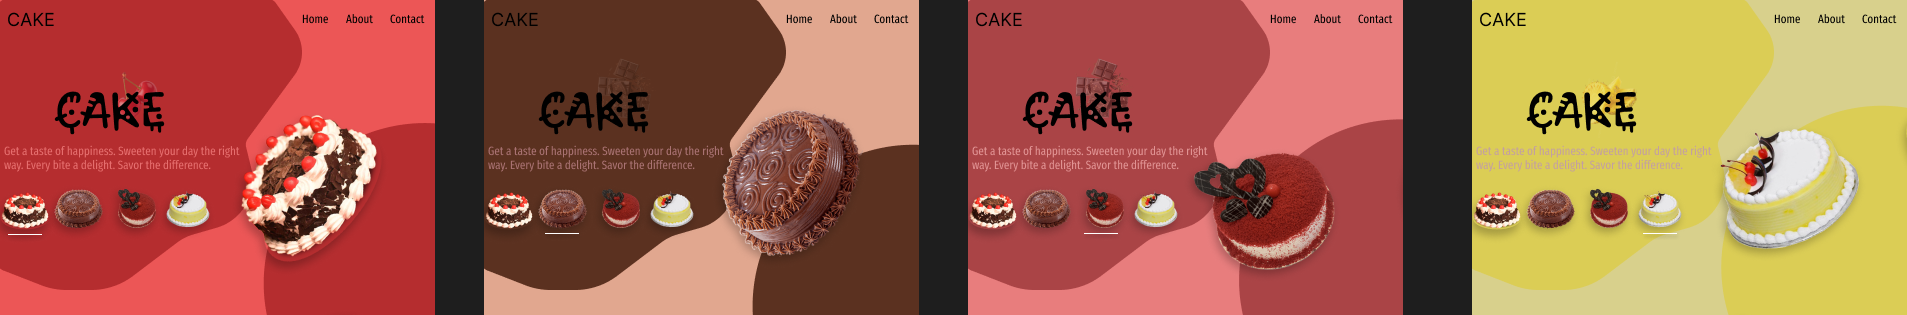 CAKE
Home About Contact
CAKE
Get a taste of happiness. Sweeten your day the right
way. Every bite a delight. Savor the difference.
CAKE
Home About Contact
CAKE
Get a taste of happiness. Sweeten your day the right
way. Every bite a delight. Savor the difference.
CAKE
Home About Contact
CAKE
Get a taste of happiness. Sweeten your day the right
way. Every bite a delight. Savor the difference.
CAKE
Home About Contact
CAKE
Get a taste of happiness. Sweeten your day the right
way. Every bite a delight. Savor the difference.